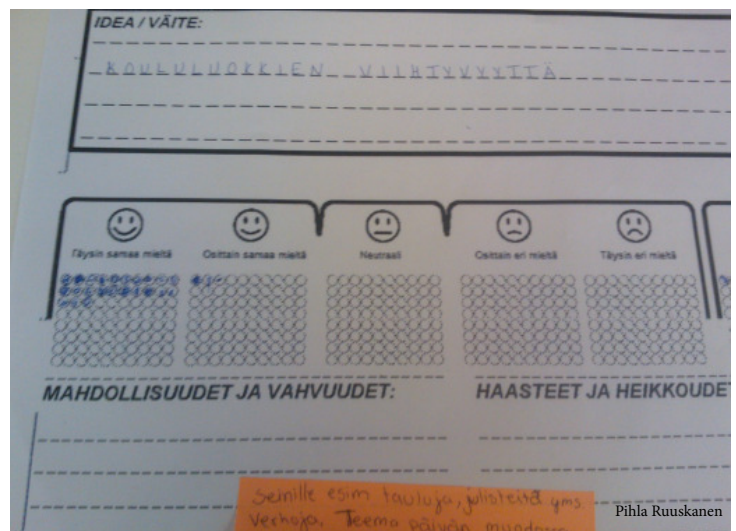 IDEA / VÄITE:
KOULULUOKKIEN VIIHTYVYYTTÄ
Täysin samaa mieltä
Osittain samaa mieltä
Neutraali
Osittain eri mieltä
Täysin eri mieltä
MAHDOLLISUUDET JA VAHVUUDET:
HAASTEET JA HEIKKOUDET
Seinille esim tauluja, julisteita yms.
Verhoja. Teema päivän
Pihla Ruuskanen